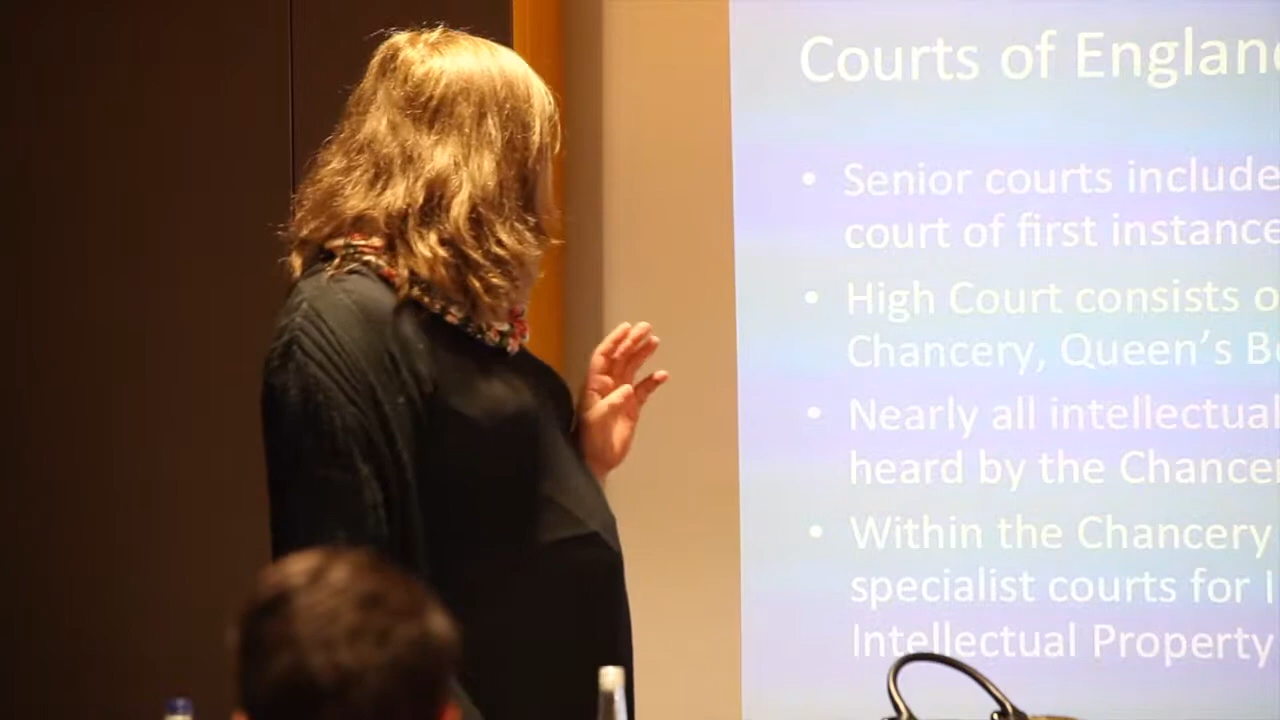 Courts of England
• Senior courts include
court of first instance
• High Court consists o
Chancery, Queen's B
• Nearly all intellectual
heard by the Chancer
• Within the Chancery
specialist courts for I
Intellectual Property